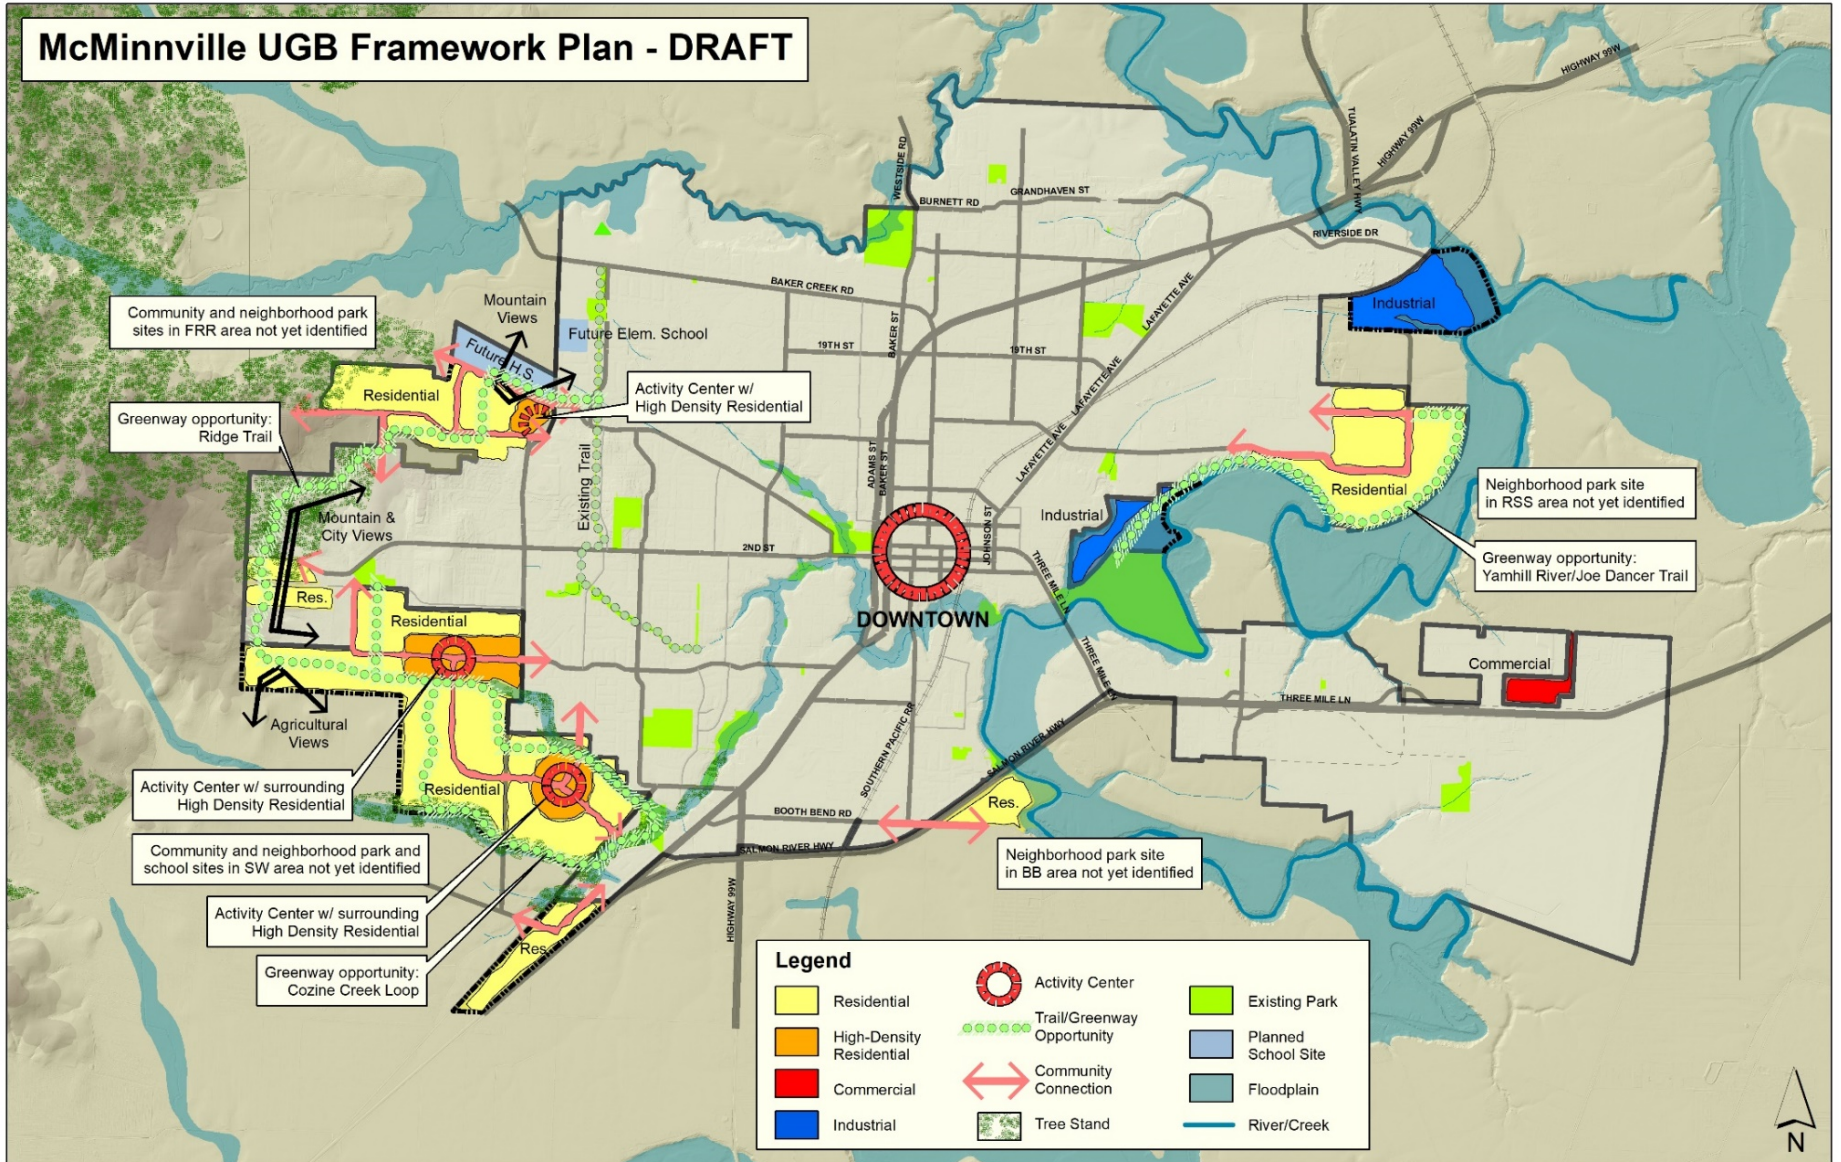 McMinnville UGB Framework Plan - DRAFT
HIGHWAY 99W
TUALATIN VALLEY HWY
HIGHWAY 99W
WESTSIDE RD
GRANDHAVEN ST
BURNETT RD
RIVERSIDE DR
BAKER CREEK RD
LAFAYETTE AVE
Industrial
Mountain
Views
Community and neighborhood park
sites in FRR area not yet identified
Future Elem. School
BAKER ST
19TH ST
19TH ST
Future H.S.
LAFAYETTE AVE
Residential
Activity Center w/
High Density Residential
Greenway opportunity:
Ridge Trail
ADAMS ST
BAKER ST
LAFAYETTE AVE
Existing Trail
Residential
Neighborhood park site
in RSS area not yet identified
Mountain &
City Views
Industrial
JOHNSON ST
2ND ST
Greenway opportunity:
Yamhill River/Joe Dancer Trail
THREE MILE LN
Res.
Residential
DOWNTOWN
THREE MILE LN
Commercial
THREE MILE LN
Agricultural
Views
SOUTHERN PACIFIC RR
SALMON RIVER HWY
Activity Center w/ surrounding
High Density Residential
Residential
Res.
BOOTH BEND RD
SALMON RIVER HWY
Community and neighborhood park and
school sites in SW area not yet identified
Neighborhood park site
in BB area not yet identified
HIGHWAY 99W
Activity Center w/ surrounding
High Density Residential
Res.
Greenway opportunity:
Cozine Creek Loop
Legend
Residential
High-Density
Residential
Commercial
Industrial
Activity Center
Trail/Greenway
Opportunity
Community
Connection
Tree Stand
Existing Park
Planned
School Site
Floodplain
River/Creek
N